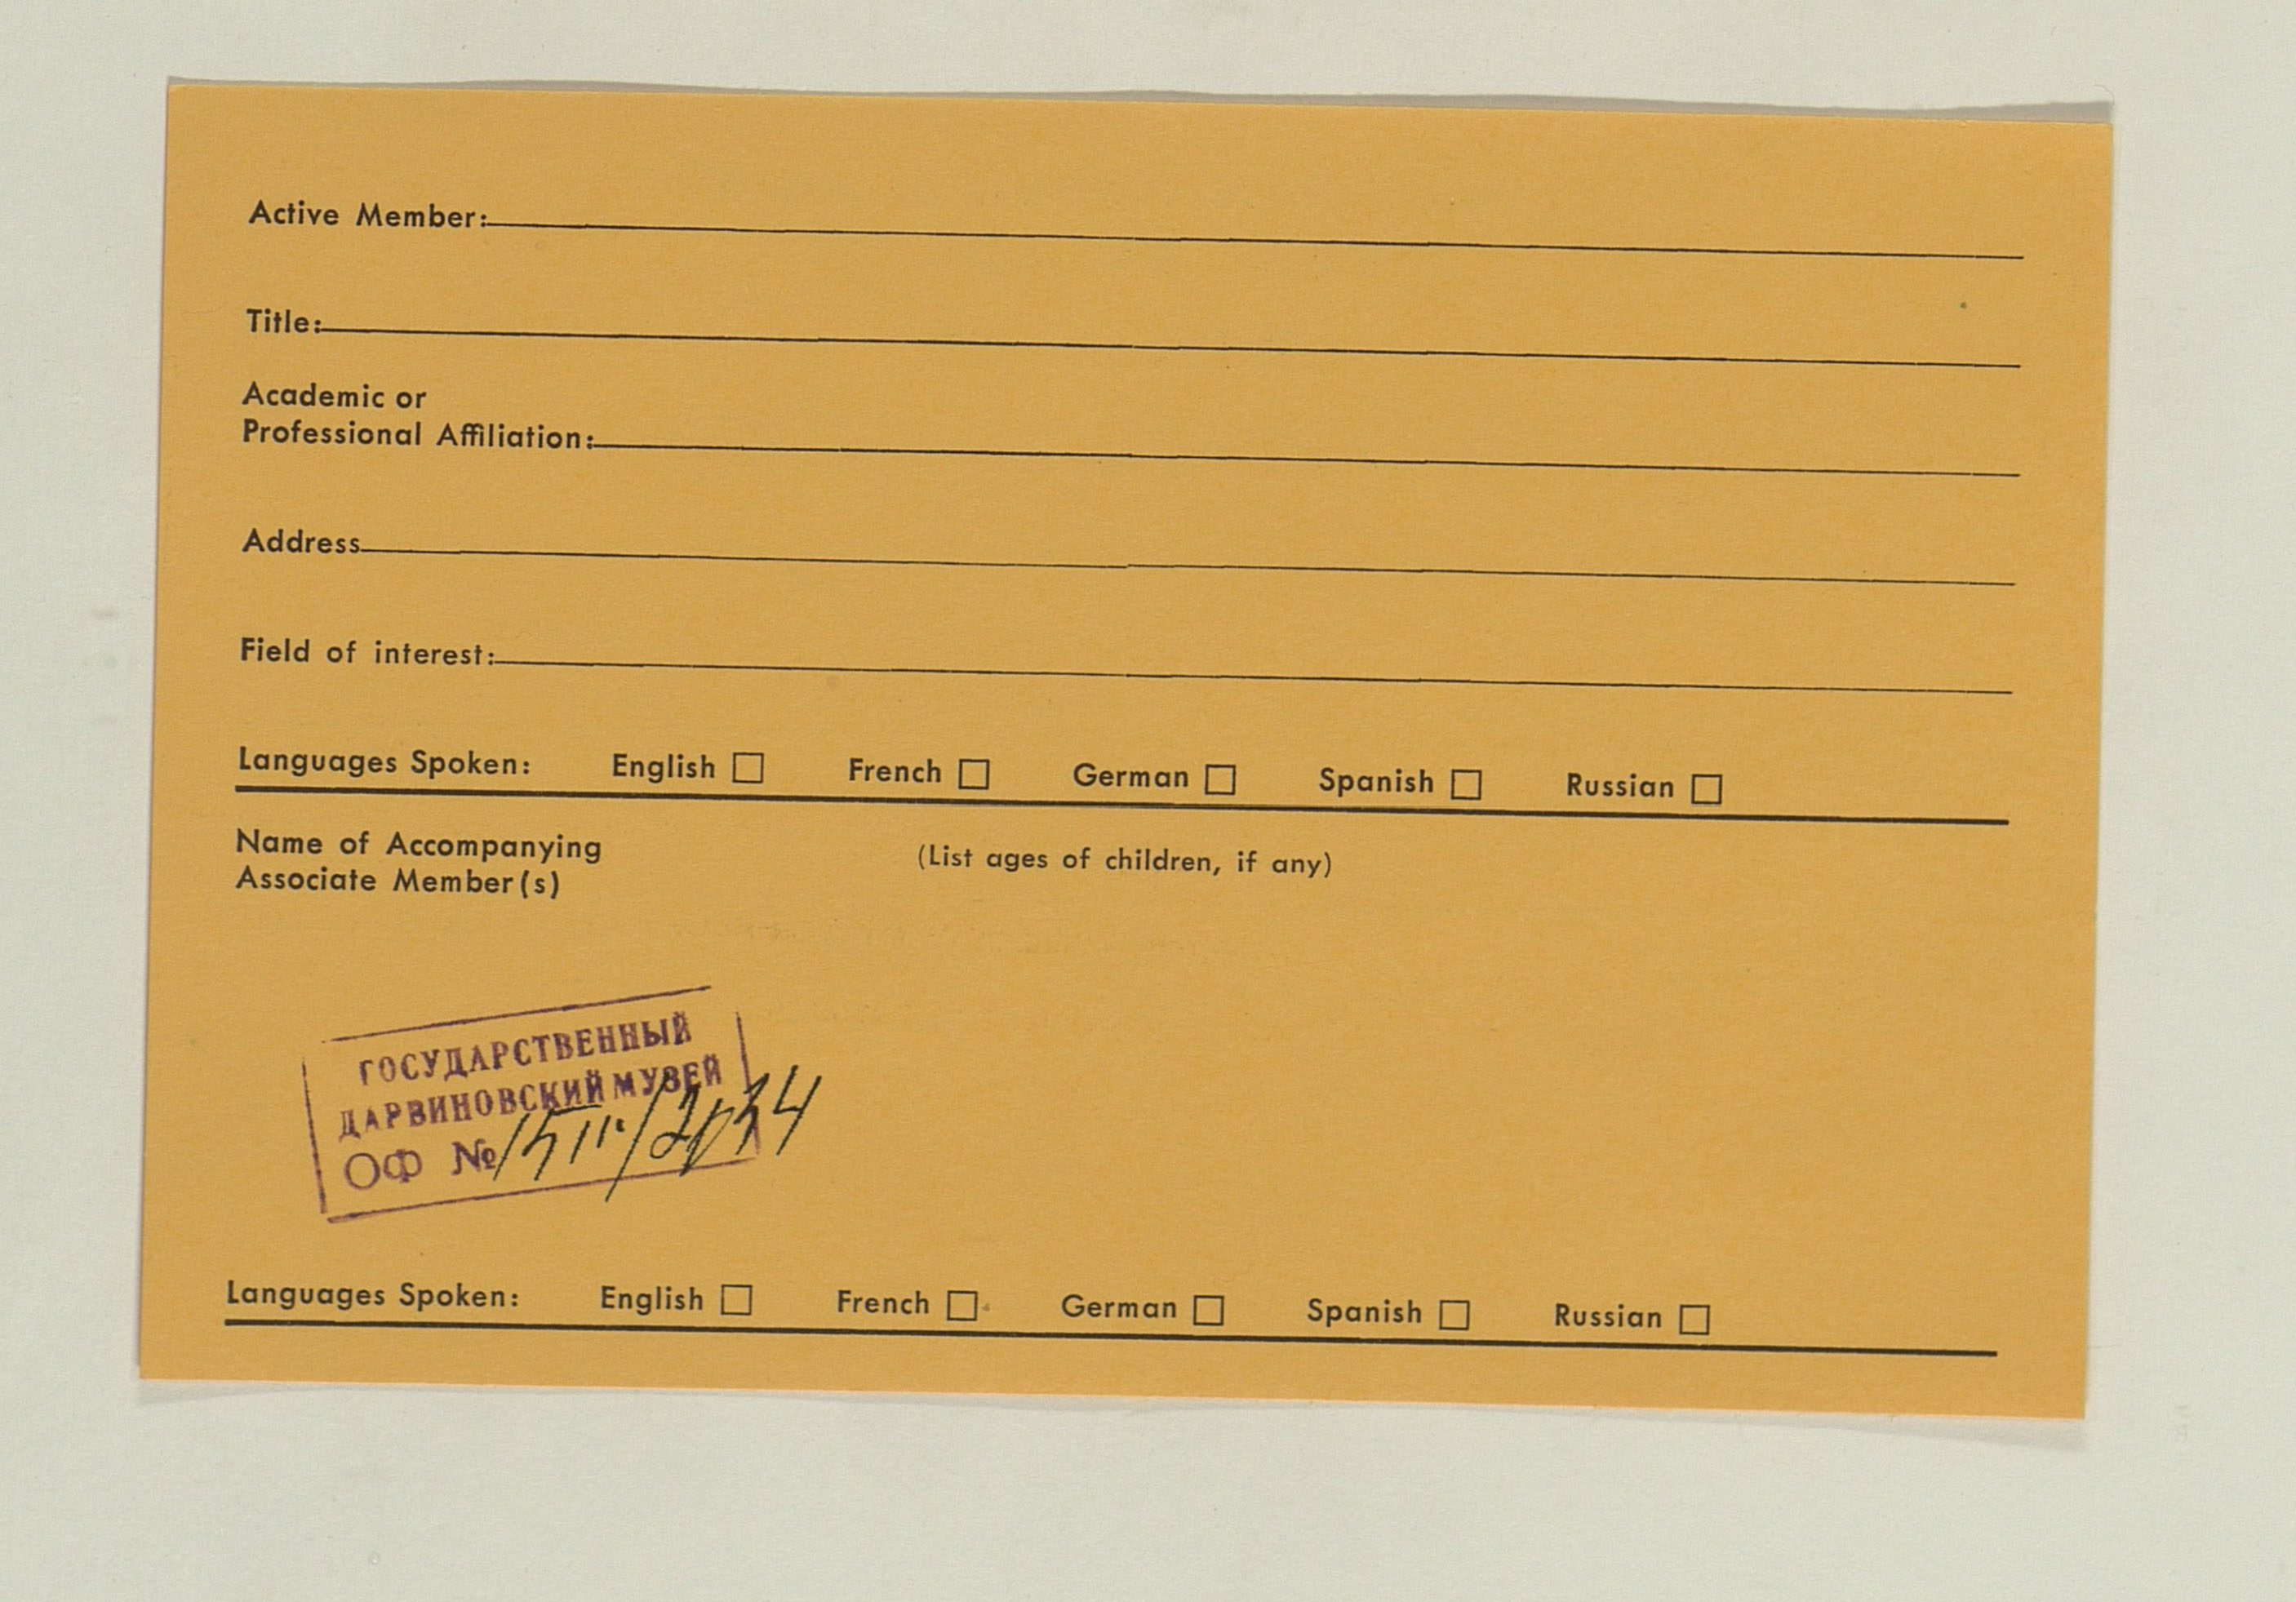 Active Member:
Title:
Academic or
Professional Affiliation:
Address
Field of interest:
Languages Spoken: English □ French □ German □ Spanish □ Russian □
Name of Accompanying (List ages of children, if any)
Associate Member(s)
ГОСУДАРСТВЕННЫЙ
ДАРВИНОВСКИЙ МУЗЕЙ
ОФ №
Languages Spoken: English □ French □ German □ Spanish □ Russian □